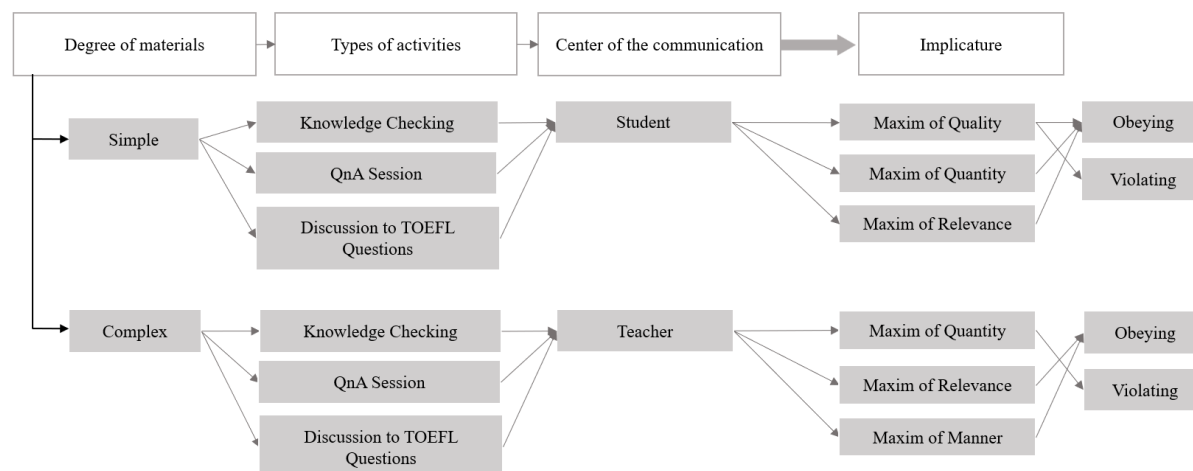 Degree of materials
Types of activities
Center of the communication
Implicature
Simple
Knowledge Checking
QnA Session
Discussion to TOEFL
Questions
Student
Maxim of Quality
Maxim of Quantity
Maxim of Relevance
Obeying
Violating
Complex
Knowledge Checking
QnA Session
Discussion to TOEFL
Questions
Teacher
Maxim of Quantity
Maxim of Relevance
Maxim of Manner
Obeying
Violating